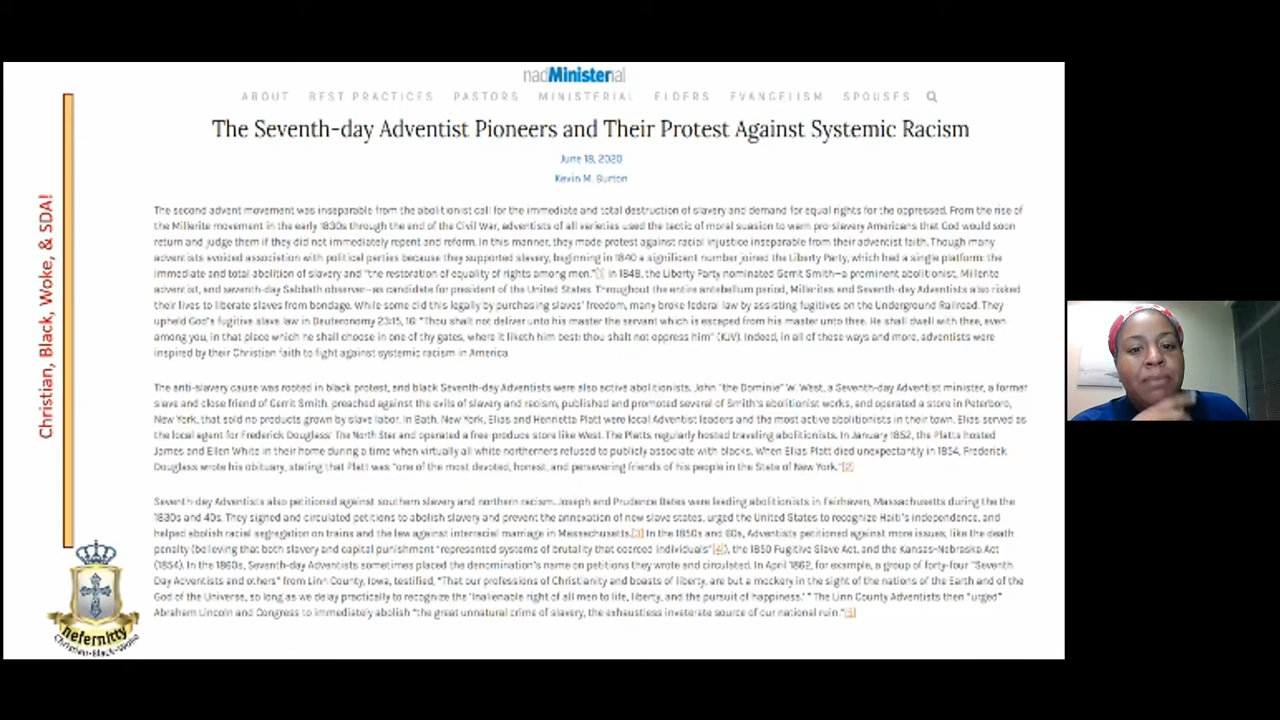 nadMinisterial
ABOUT BEST PRACTICES PASTORS MINISTERIAL ELDERS EVANGELISM SPOUSES
The Seventh-day Adventist Pioneers and Their Protest Against Systemic Racism
June 18, 2020
Kevin M. Burton
The second advent movement was inseparable from the abolitionist call for the immediate and total destruction of slavery and demand for equal rights for the oppressed. From the rise of
the Millerite movement in the early 1830s through the end of the Civil War, adventists of all varieties used the tactic of moral suasion to warn pro-slavery Americans that God would soon
return and judge them if they did not immediately repent and reform. In this manner, they made protest against racial injustice inseparable from their adventist faith. Though many
adventists avoided association with political parties because they supported slavery, beginning in 1840 a significant number joined the Liberty Party, which had a single platform: the
immediate and total abolition of slavery and "the restoration of equality of rights among men."[1] In 1848, the Liberty Party nominated Gerrit Smith—a prominent abolitionist, Millerite
adventist, and seventh-day Sabbath observer—as candidate for president of the United States. Throughout the entire antebellum period, Millerites and Seventh-day Adventists also risked
their lives to liberate slaves from bondage. While some did this legally by purchasing slaves' freedom, many broke federal law by assisting fugitives on the Underground Railroad. They
upheld God's fugitive slave law in Deuteronomy 23:15, 16: "Thou shalt not deliver unto his master the servant which is escaped from his master unto thee. He shall dwell with thee, even
among you, in that place which he shall choose in one of thy gates, where it liketh him best: thou shalt not oppress him" (KJV). Indeed, in all of these ways and more, adventists were
inspired by their Christian faith to fight against systemic racism in America.
The anti-slavery cause was rooted in black protest, and black Seventh-day Adventists were also active abolitionists. John "the Dominie" W. West, a Seventh-day Adventist minister, a former
slave and close friend of Gerrit Smith, preached against the evils of slavery and racism, published and promoted several of Smith's abolitionist works, and operated a store in Peterboro,
New York, that sold no products grown by slave labor. In Bath, New York, Elias and Henrietta Platt were local Adventist leaders and the most active abolitionists in their town. Elias served as
the local agent for Frederick Douglass' The North Star and operated a free produce store like West. The Platts regularly hosted traveling abolitionists. In January 1852, the Platts hosted
James and Ellen White in their home during a time when virtually all white northerners refused to publicly associate with blacks. When Elias Platt died unexpectedly in 1854, Frederick
Douglass wrote his obituary, stating that Platt was "one of the most devoted, honest, and persevering friends of his people in the State of New York."[2]
Seventh-day Adventists also petitioned against southern slavery and northern racism. Joseph and Prudence Bates were leading abolitionists in Fairhaven, Massachusetts during the the
1830s and 40s. They signed and circulated petitions to abolish slavery and prevent the annexation of new slave states, urged the United States to recognize Haiti's independence, and
helped abolish racial segregation on trains and the law against interracial marriage in Massachusetts.[3] In the 1850s and 60s, Adventists petitioned against more issues, like the death
penalty (believing that both slavery and capital punishment "represented systems of brutality that coerced individuals"[4]), the 1850 Fugitive Slave Act, and the Kansas-Nebraska Act
(1854). In the 1860s, Seventh-day Adventists sometimes placed the denomination's name on petitions they wrote and circulated. In April 1862, for example, a group of forty-four "Seventh
Day Adventists and others" from Linn County, Iowa, testified, "That our professions of Christianity and boasts of liberty, are but a mockery in the sight of the nations of the Earth and of the
God of the Universe, so long as we delay practically to recognize the 'inalienable right of all men to life, liberty, and the pursuit of happiness.' " The Linn County Adventists then "urged"
Abraham Lincoln and Congress to immediately abolish "the great unnatural crime of slavery, the exhaustless inveterate source of our national ruin."[5]
Christian, Black, Woke, & SDA!
nefernitty
Christian-Black-Woke